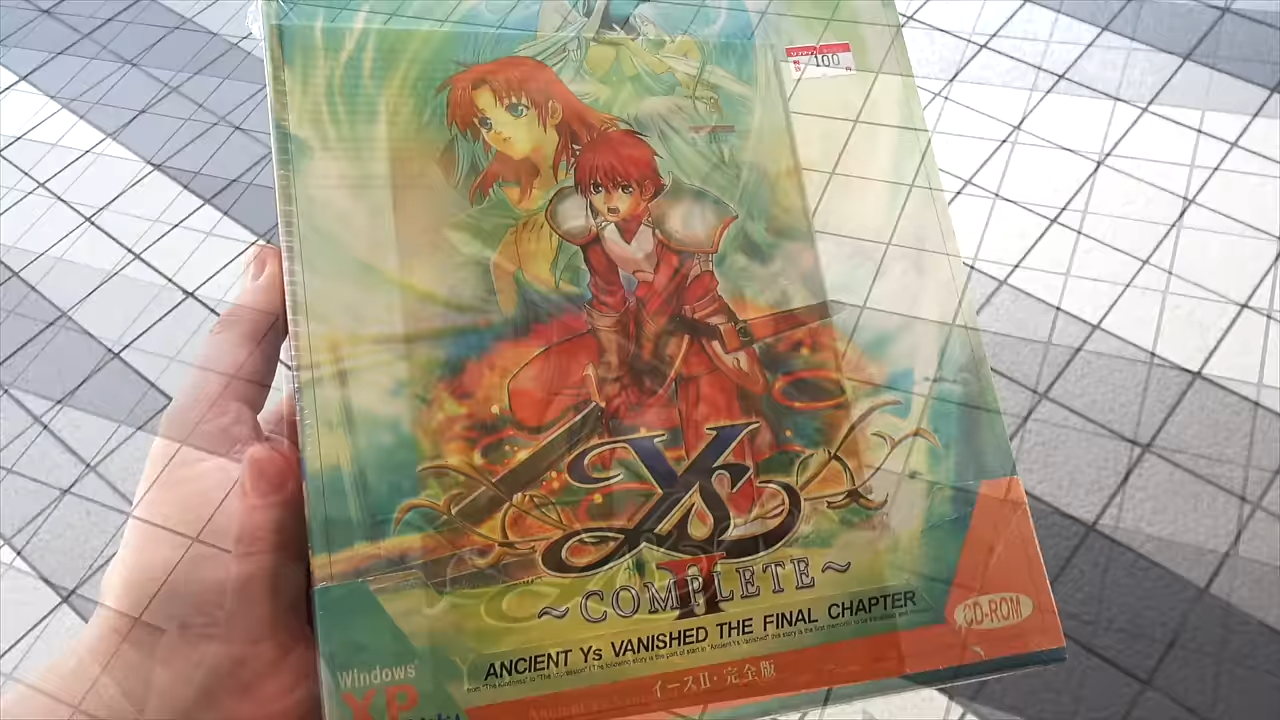 100
Ys
II
~COMPLETE~
ANCIENT Ys VANISHED THE FINAL CHAPTER
CD-ROM
Windows
XP
イースII・完全版